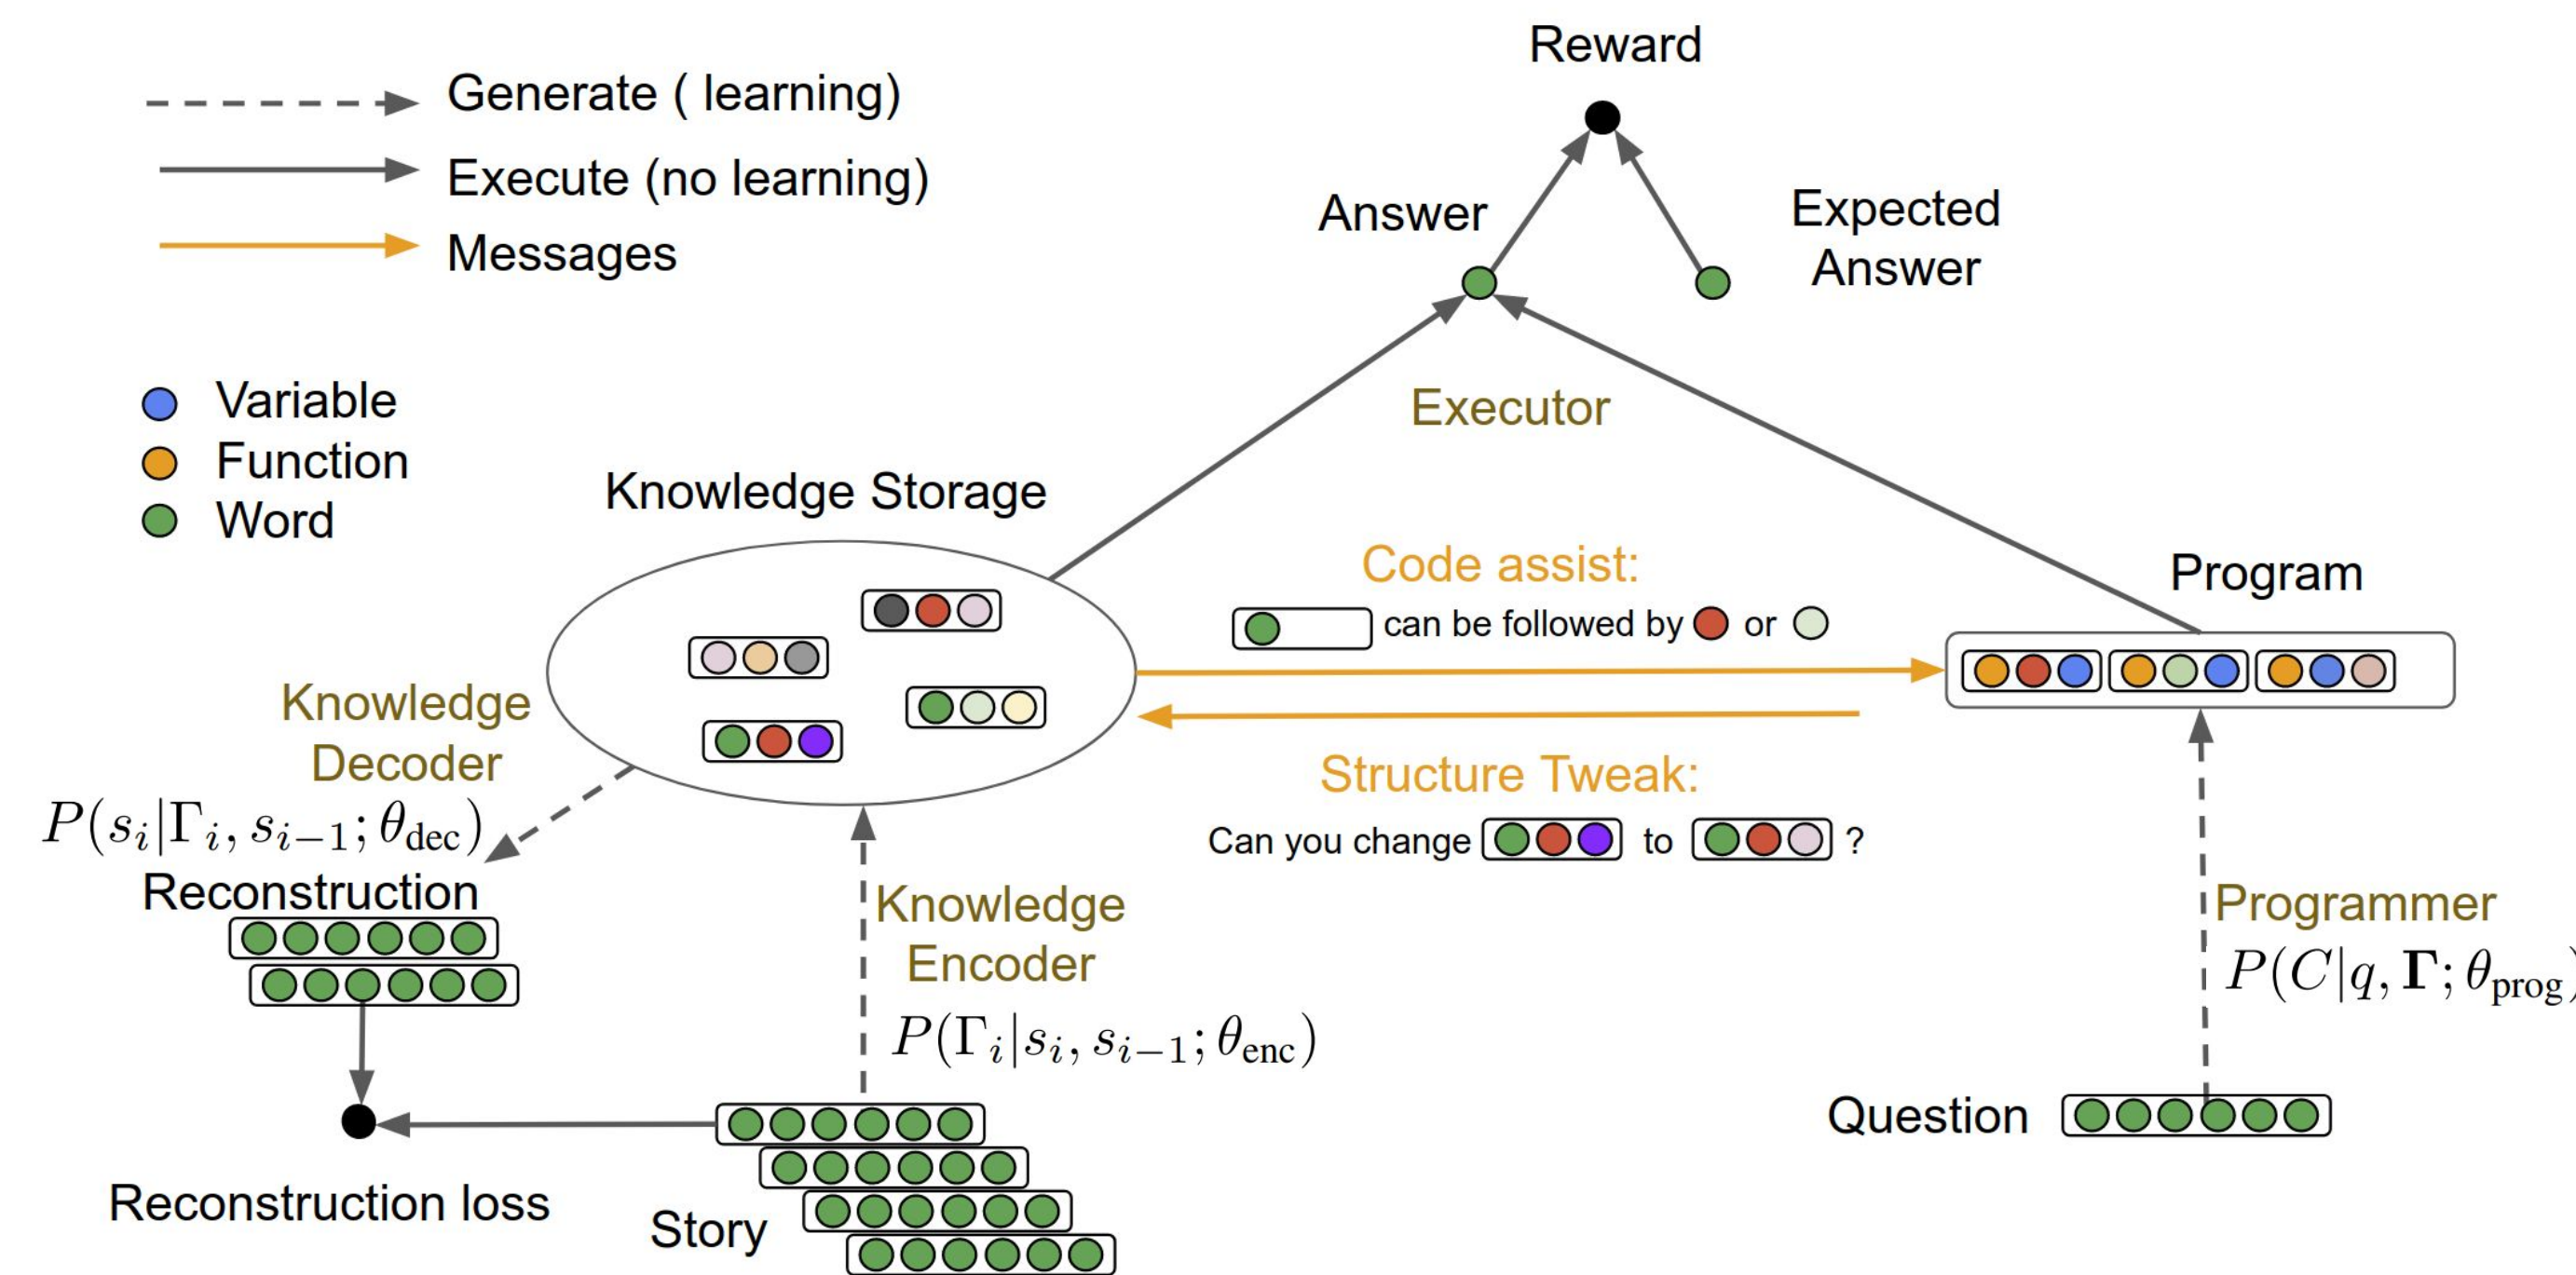 Reward
Generate ( learning)
Execute (no learning)
Messages
Answer
Expected
Answer
Variable
Function
Word
Executor
Knowledge Storage
Code assist:
can be followed by
or
Program
Knowledge
Decoder
P(s_i|Γ_i, s_{i−1}; θ_dec)
Structure Tweak:
Can you change
to
?
Reconstruction
Knowledge
Encoder
P(Γ_i|s_i, s_{i−1}; θ_enc)
Programmer
P(C|q, Γ; θ_prog)
Question
Reconstruction loss
Story